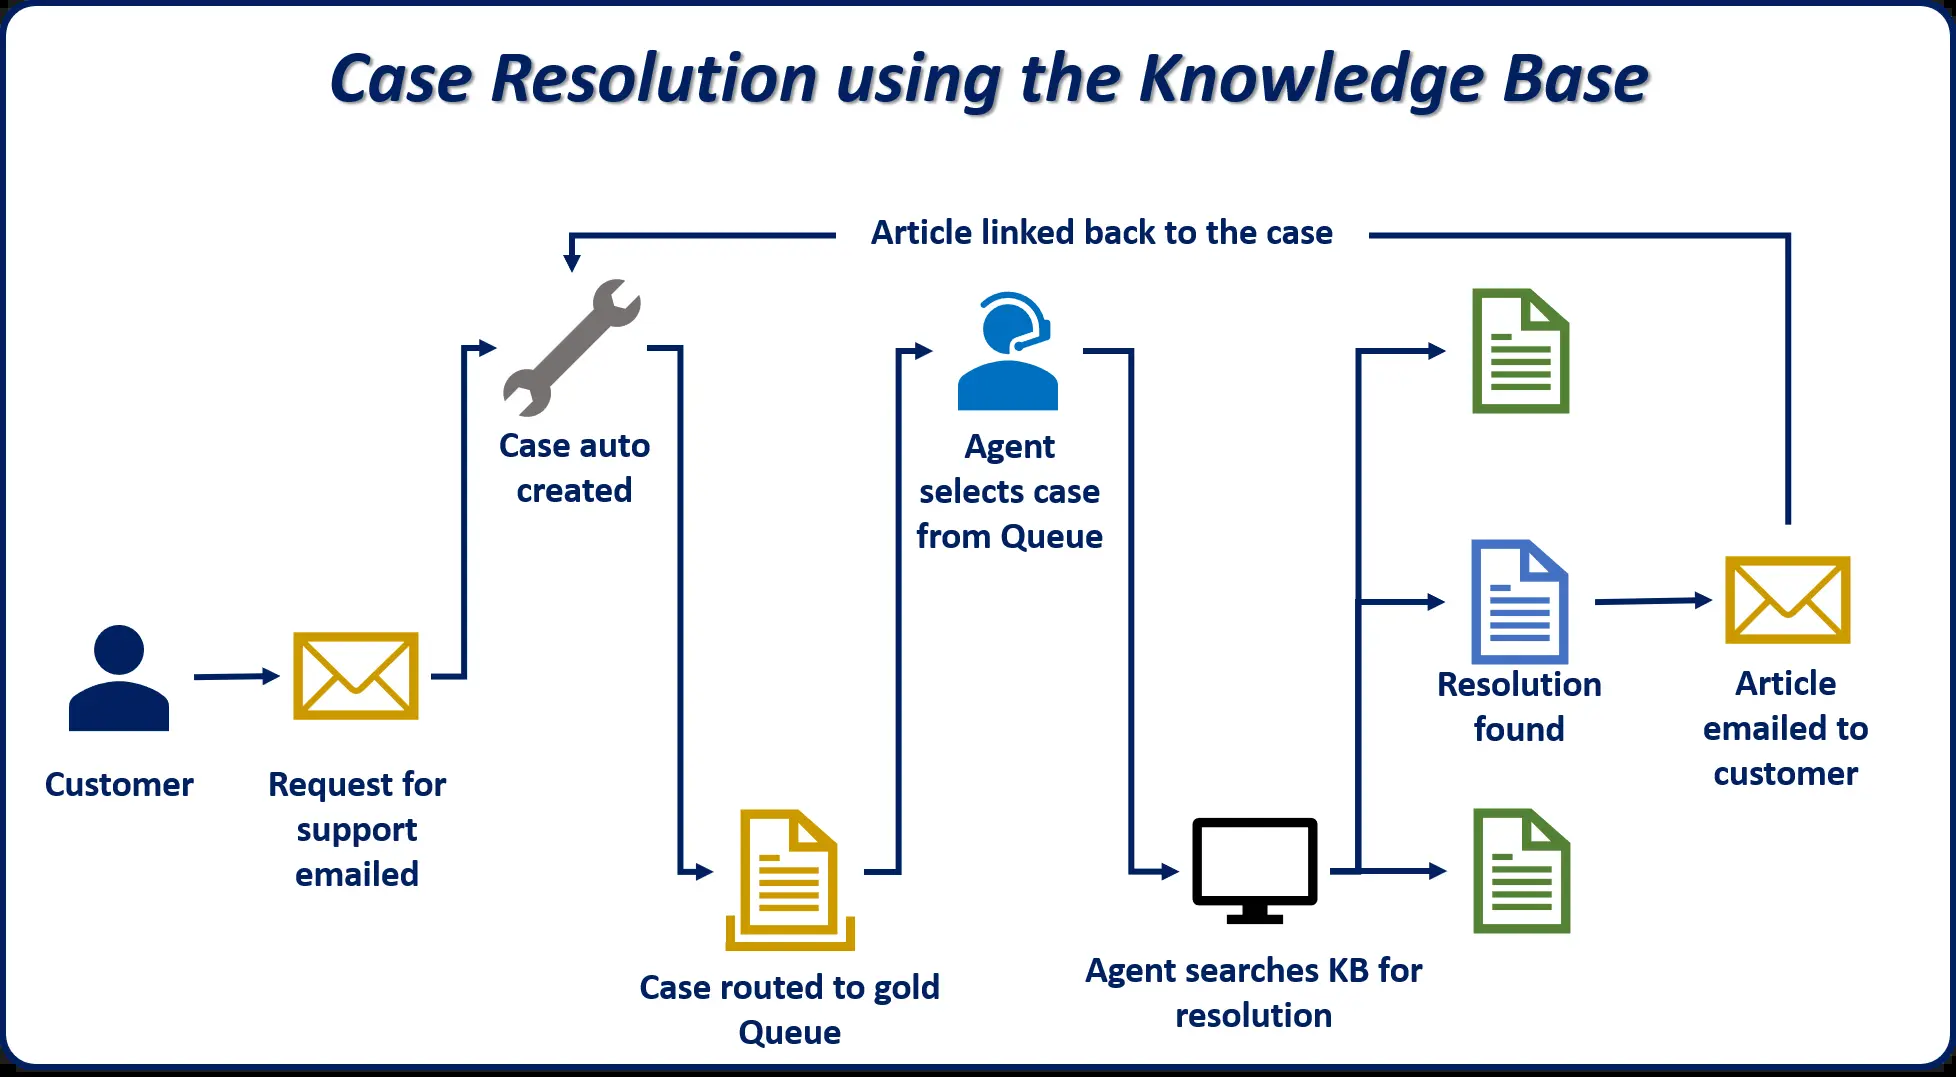 Case Resolution using the Knowledge Base
Article linked back to the case
Customer
Request for
support
emailed
Case auto
created
Case routed to gold
Queue
Agent
selects case
from Queue
Agent searches KB for
resolution
Resolution
found
Article
emailed to
customer